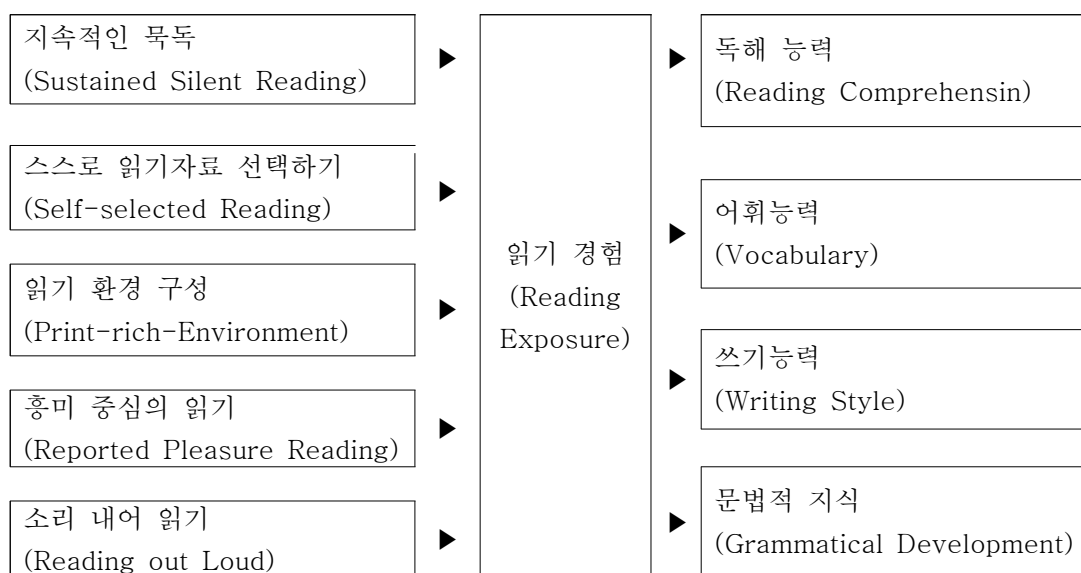 지속적인 묵독
(Sustained Silent Reading)
스스로 읽기자료 선택하기
(Self-selected Reading)
읽기 환경 구성
(Print-rich-Environment)
흥미 중심의 읽기
(Reported Pleasure Reading)
소리 내어 읽기
(Reading out Loud)
읽기 경험
(Reading
Exposure)
독해 능력
(Reading Comprehensin)
어휘능력
(Vocabulary)
쓰기능력
(Writing Style)
문법적 지식
(Grammatical Development)